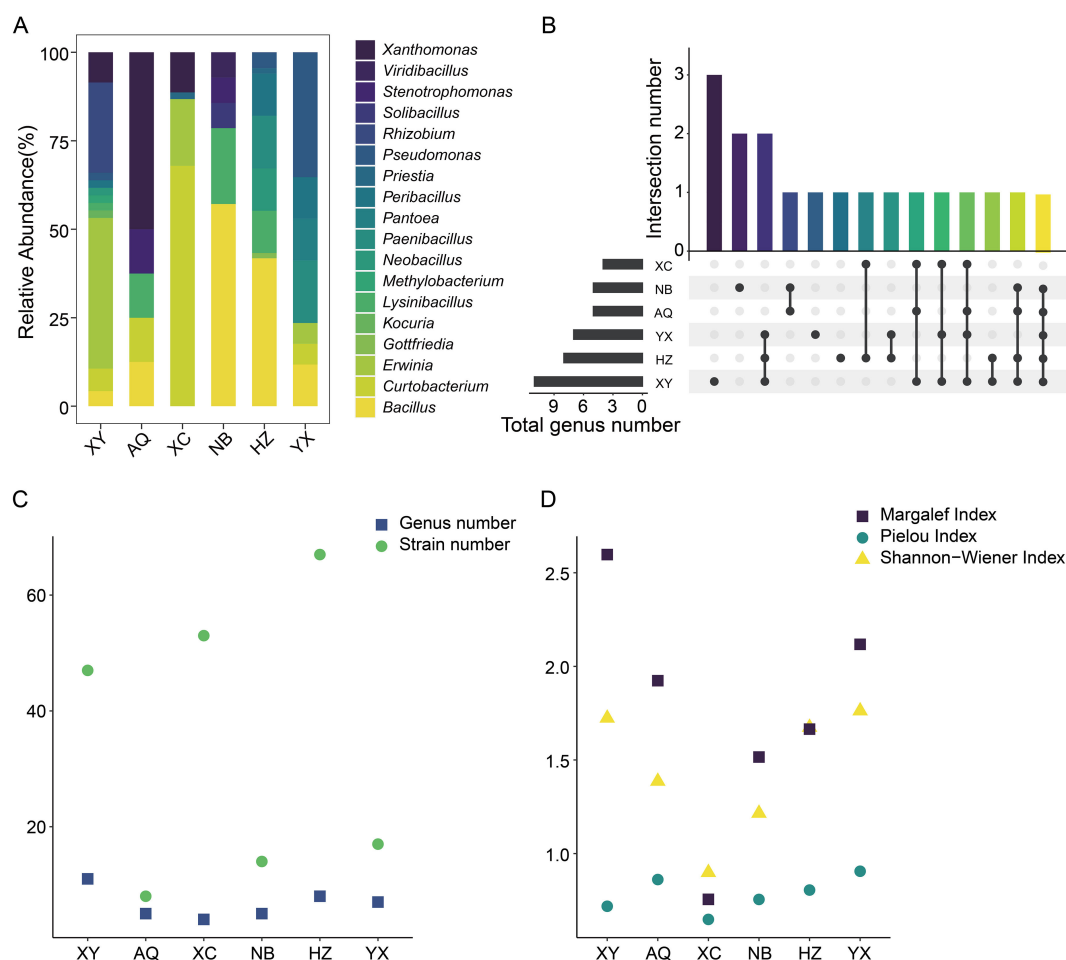 A
100
75
50
25
0
Relative Abundance(%)
XY
AQ
XC
NB
HZ
YX
Xanthomonas
Viridibacillus
Stenotrophomonas
Solibacillus
Rhizobium
Pseudomonas
Priestia
Peribacillus
Pantoea
Paenibacillus
Neobacillus
Methylobacterium
Lysinibacillus
Kocuria
Gottfriedia
Erwinia
Curtobacterium
Bacillus
B
Intersection number
3
2
1
0
XC
NB
AQ
YX
HZ
XY
9 6 3 0
Total genus number
C
Genus number
Strain number
60
40
20
XY AQ XC NB HZ YX
D
Margalef Index
Pielou Index
Shannon−Wiener Index
2.5
2.0
1.5
1.0
XY AQ XC NB HZ YX